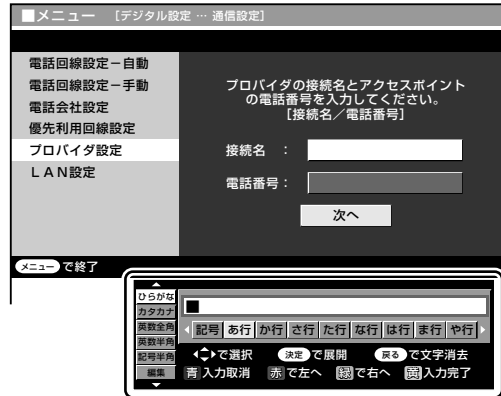 ■メニュー [デジタル設定 … 通信設定]
電話回線設定－自動
電話回線設定－手動
電話会社設定
優先利用回線設定
プロバイダ設定
ＬＡＮ設定
プロバイダの接続名とアクセスポイント
の電話番号を入力してください。
[接続名／電話番号]
接続名 ：
電話番号：
次へ
メニュー で終了
ひらがな
カタカナ
英数全角
英数半角
記号半角
編集
記号 あ行 か行 さ行 た行 な行 は行 ま行 や行
で選択 決定 で展開 戻る で文字消去
青 入力取消 赤 で左へ 緑 で右へ 黄 入力完了